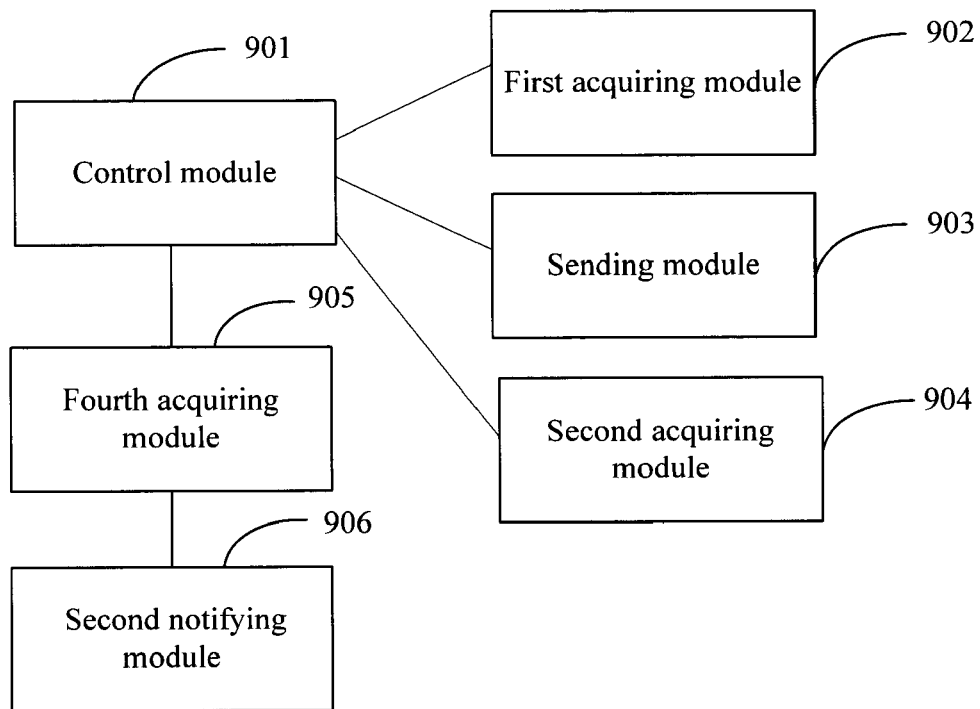 901
Control module
902
First acquiring module
903
Sending module
904
Second acquiring
module
905
Fourth acquiring
module
906
Second notifying
module